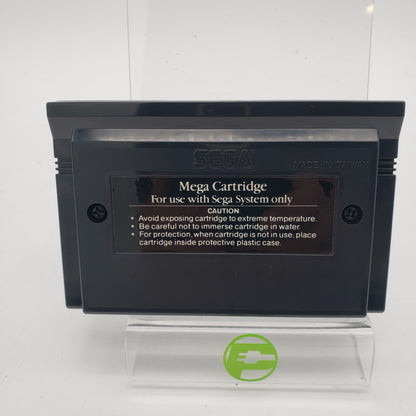 SEGA
MADE IN TAIWAN
Mega Cartridge
For use with Sega System only
CAUTION
• Avoid exposing cartridge to extreme temperature.
• Be careful not to immerse cartridge in water.
• For protection, when cartridge is not in use, place
cartridge inside protective plastic case.